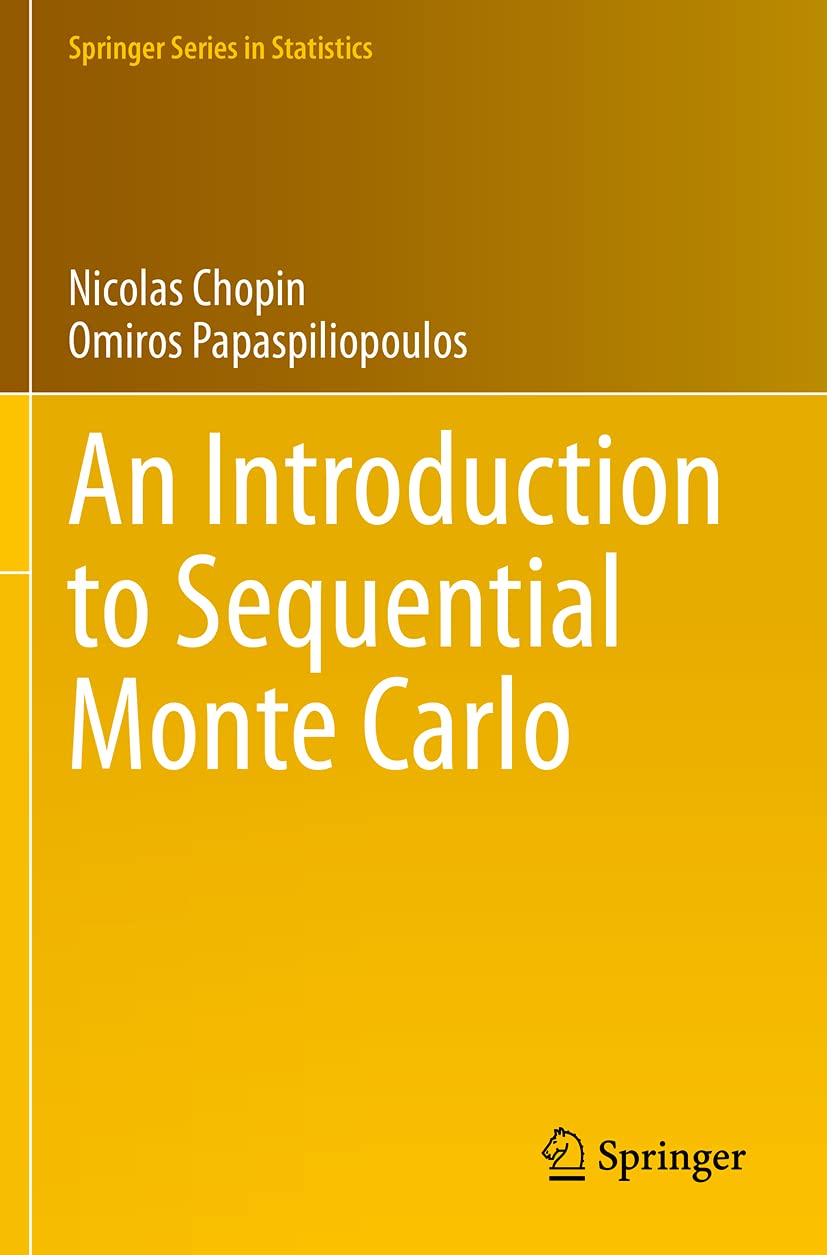 Springer Series in Statistics
Nicolas Chopin
Omiros Papaspiliopoulos
An Introduction
to Sequential
Monte Carlo
Springer